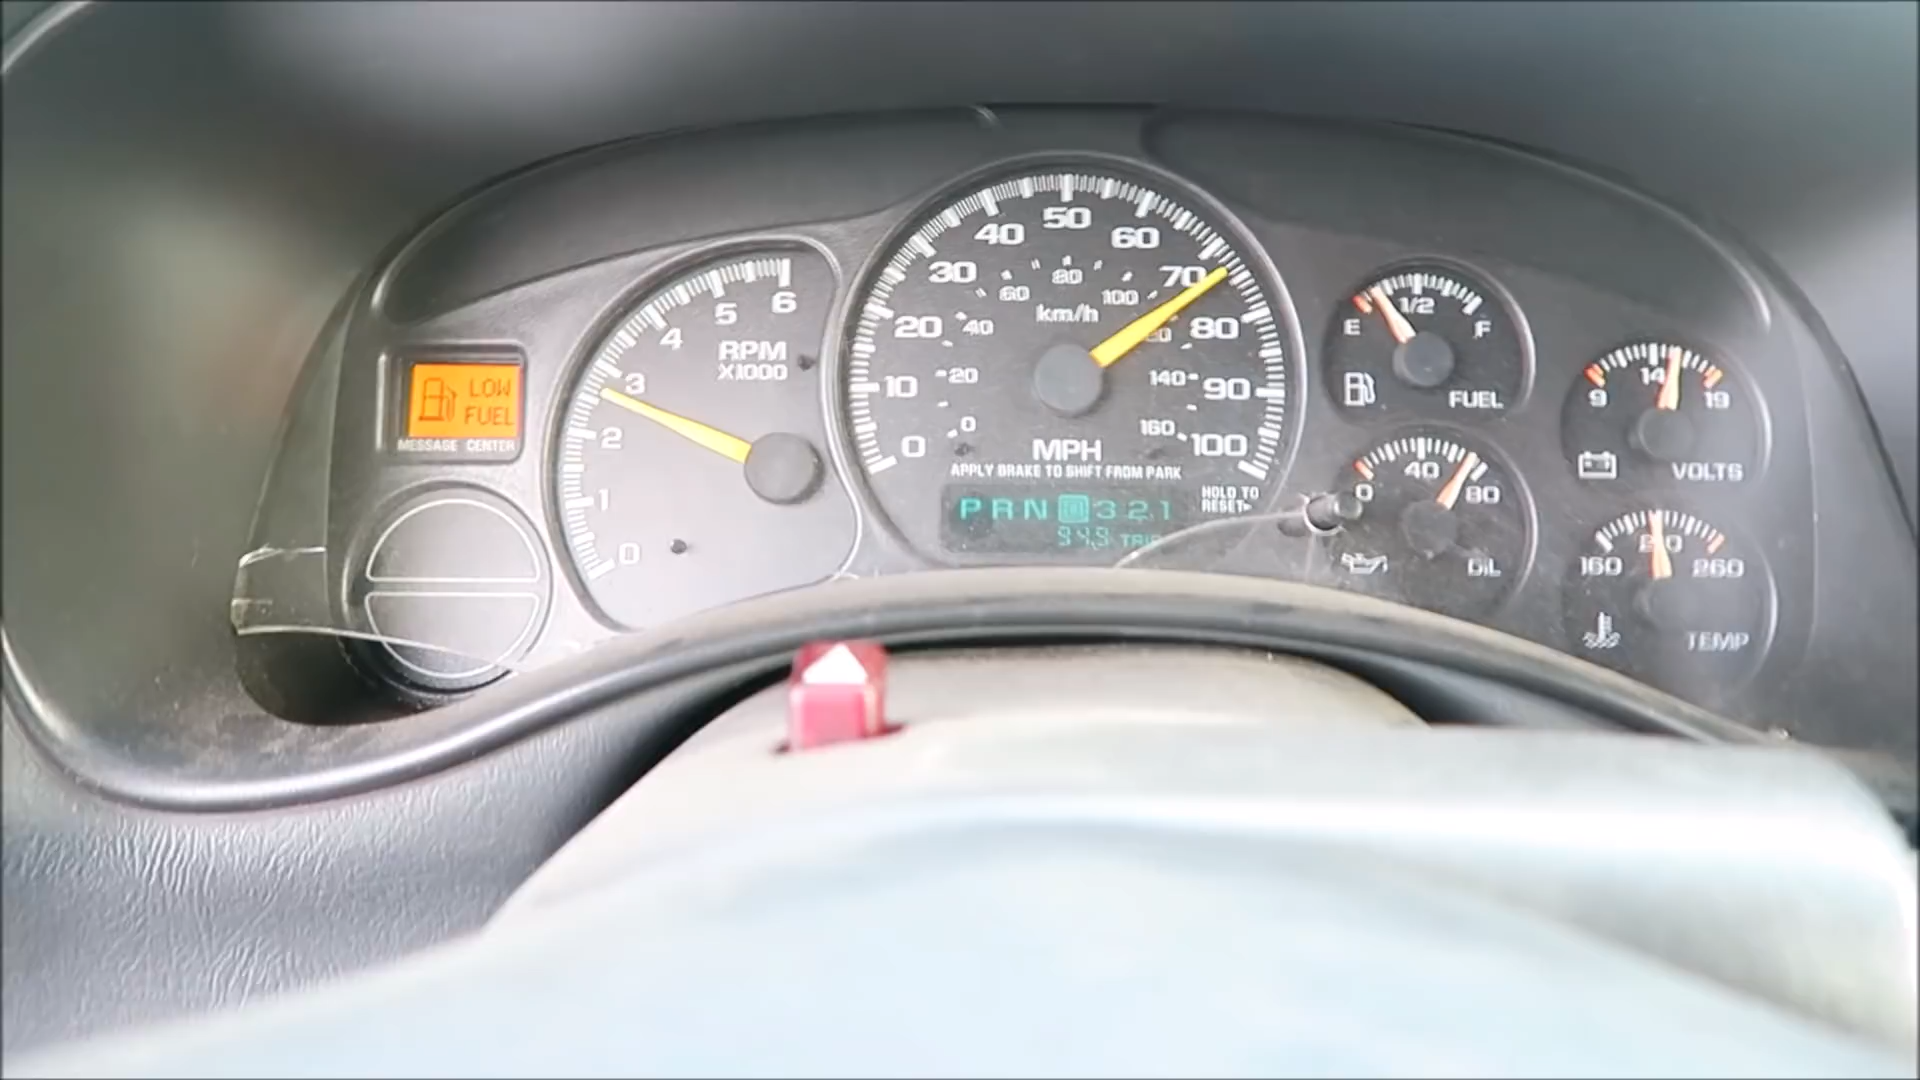 LOW
FUEL
MESSAGE CENTER
0
1
2
3
4
5
6
RPM
X1000
0
10
20
30
40
50
60
70
80
90
100
0
20
40
60
80
100
140
160
km/h
MPH
APPLY BRAKE TO SHIFT FROM PARK
P R N D 3 2 1
HOLD TO
RESET
E 1/2 F
FUEL
9 14 19
VOLTS
0 40 80
OIL
160 260
TEMP